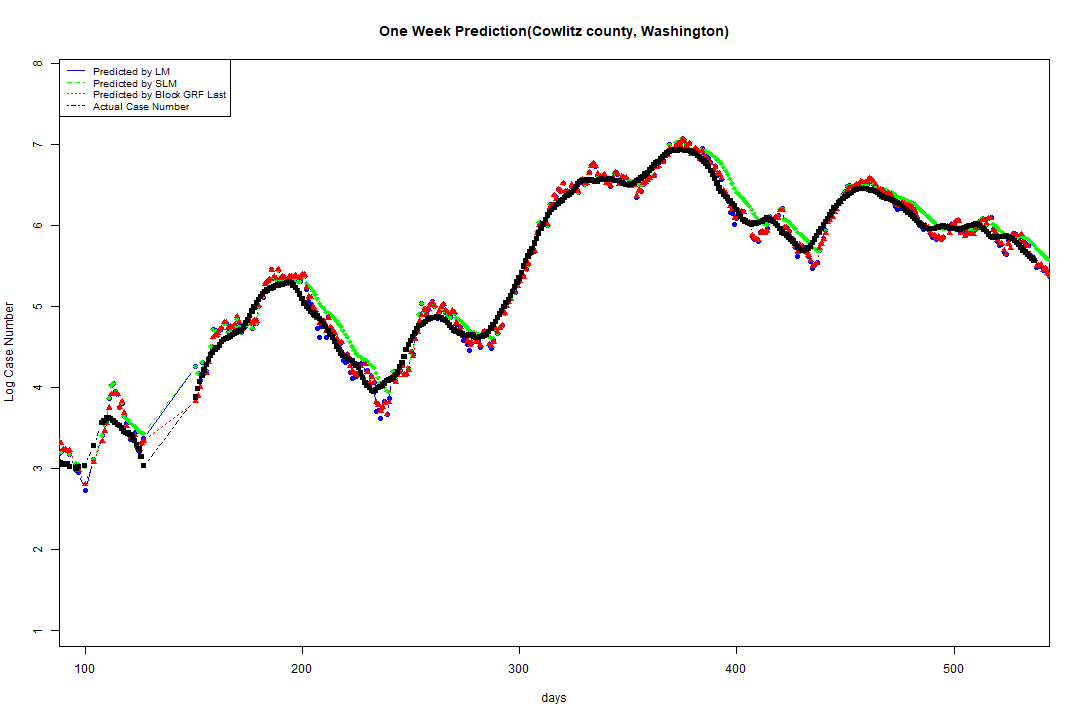 One Week Prediction(Cowlitz county, Washington)
Predicted by LM
Predicted by SLM
Predicted by Block GRF Last
Actual Case Number
8
7
6
5
4
3
2
1
Log Case Number
100 200 300 400 500
days